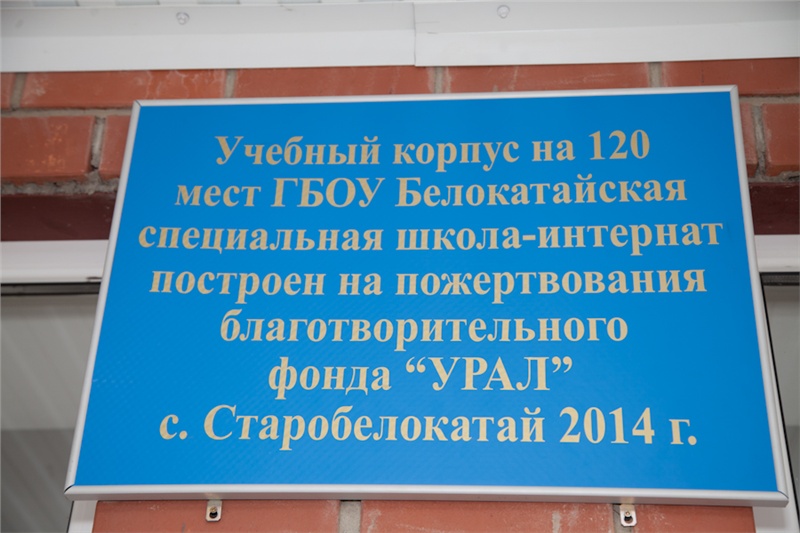 Учебный корпус на 120
мест ГБОУ Белокатайская
специальная школа-интернат
построен на пожертвования
благотворительного
фонда “УРАЛ”
с. Старобелокатай 2014 г.